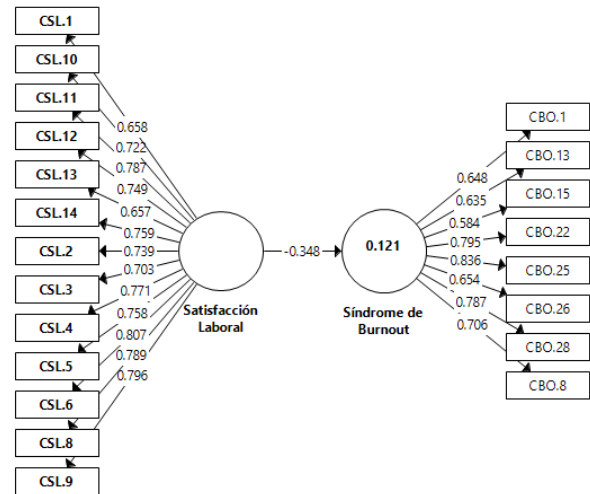 CSL.1
CSL.10
CSL.11
CSL.12
CSL.13
CSL.14
CSL.2
CSL.3
CSL.4
CSL.5
CSL.6
CSL.8
CSL.9
0.658
0.722
0.787
0.749
0.657
0.759
0.739
0.703
0.771
0.758
0.807
0.789
0.796
Satisfacción
Laboral
-0.348
0.121
Síndrome de
Burnout
0.648
0.635
0.584
0.795
0.836
0.654
0.787
0.706
CBO.1
CBO.13
CBO.15
CBO.22
CBO.25
CBO.26
CBO.28
CBO.8